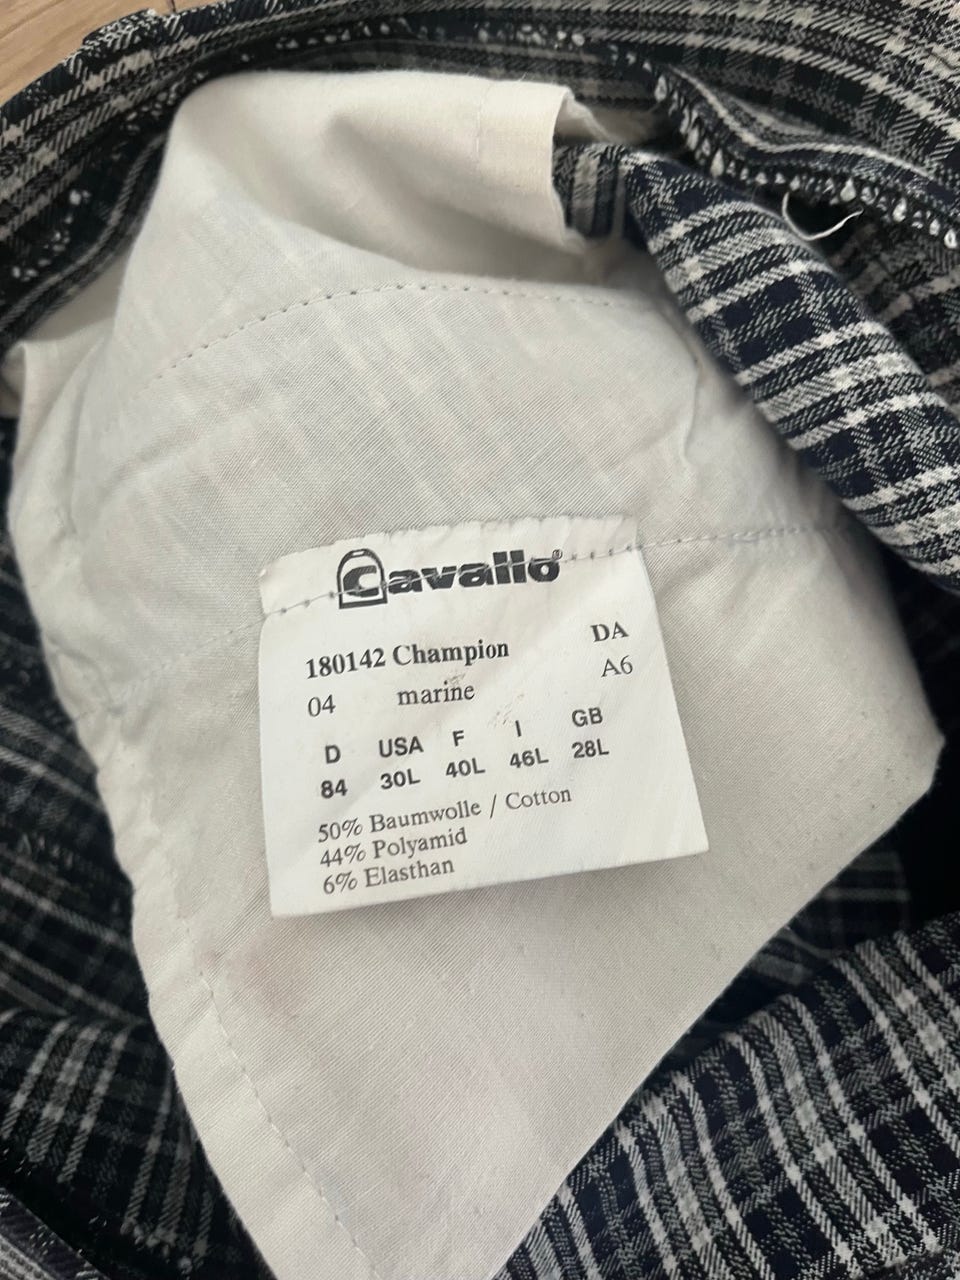 Cavallo®
180142 Champion DA
04 marine A6
D USA F I GB
84 30L 40L 46L 28L
50% Baumwolle / Cotton
44% Polyamid
6% Elasthan